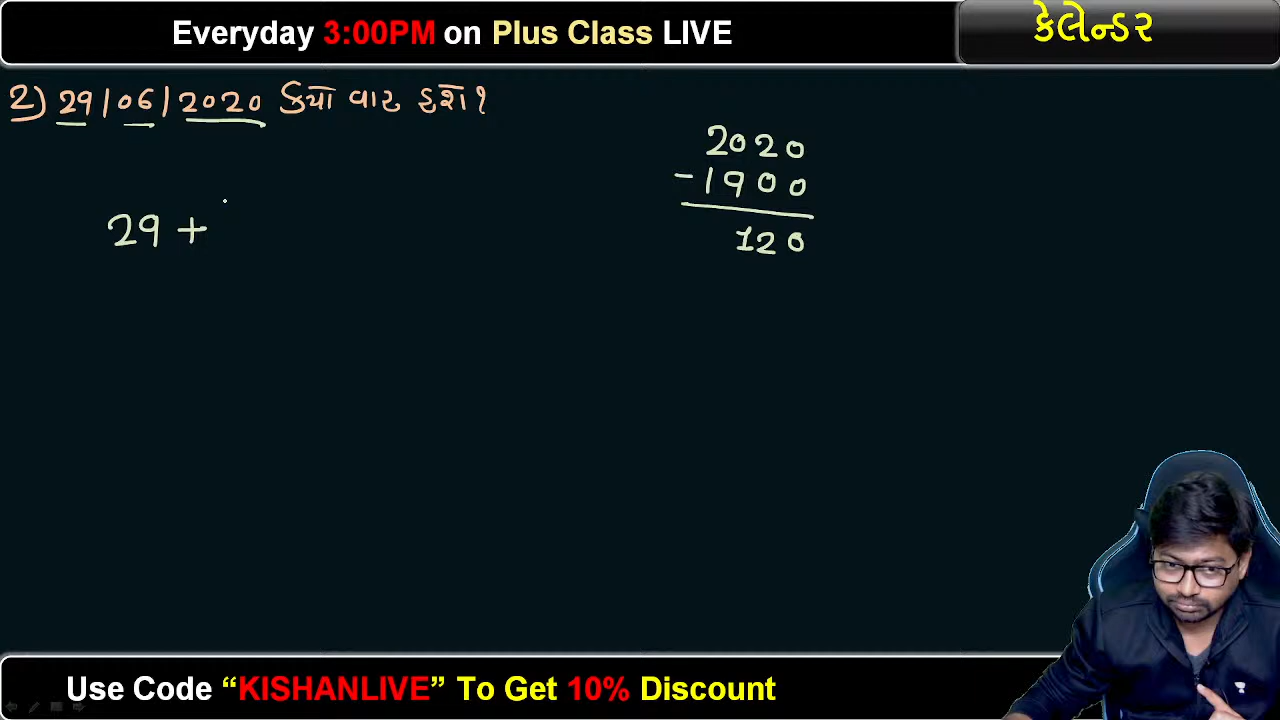 Everyday 3:00PM on Plus Class LIVE
કેલેન્ડર
2) 29/06/2020 ક્યો વાર હશે?
2020
-1900
120
29 +
Use Code “KISHANLIVE” To Get 10% Discount